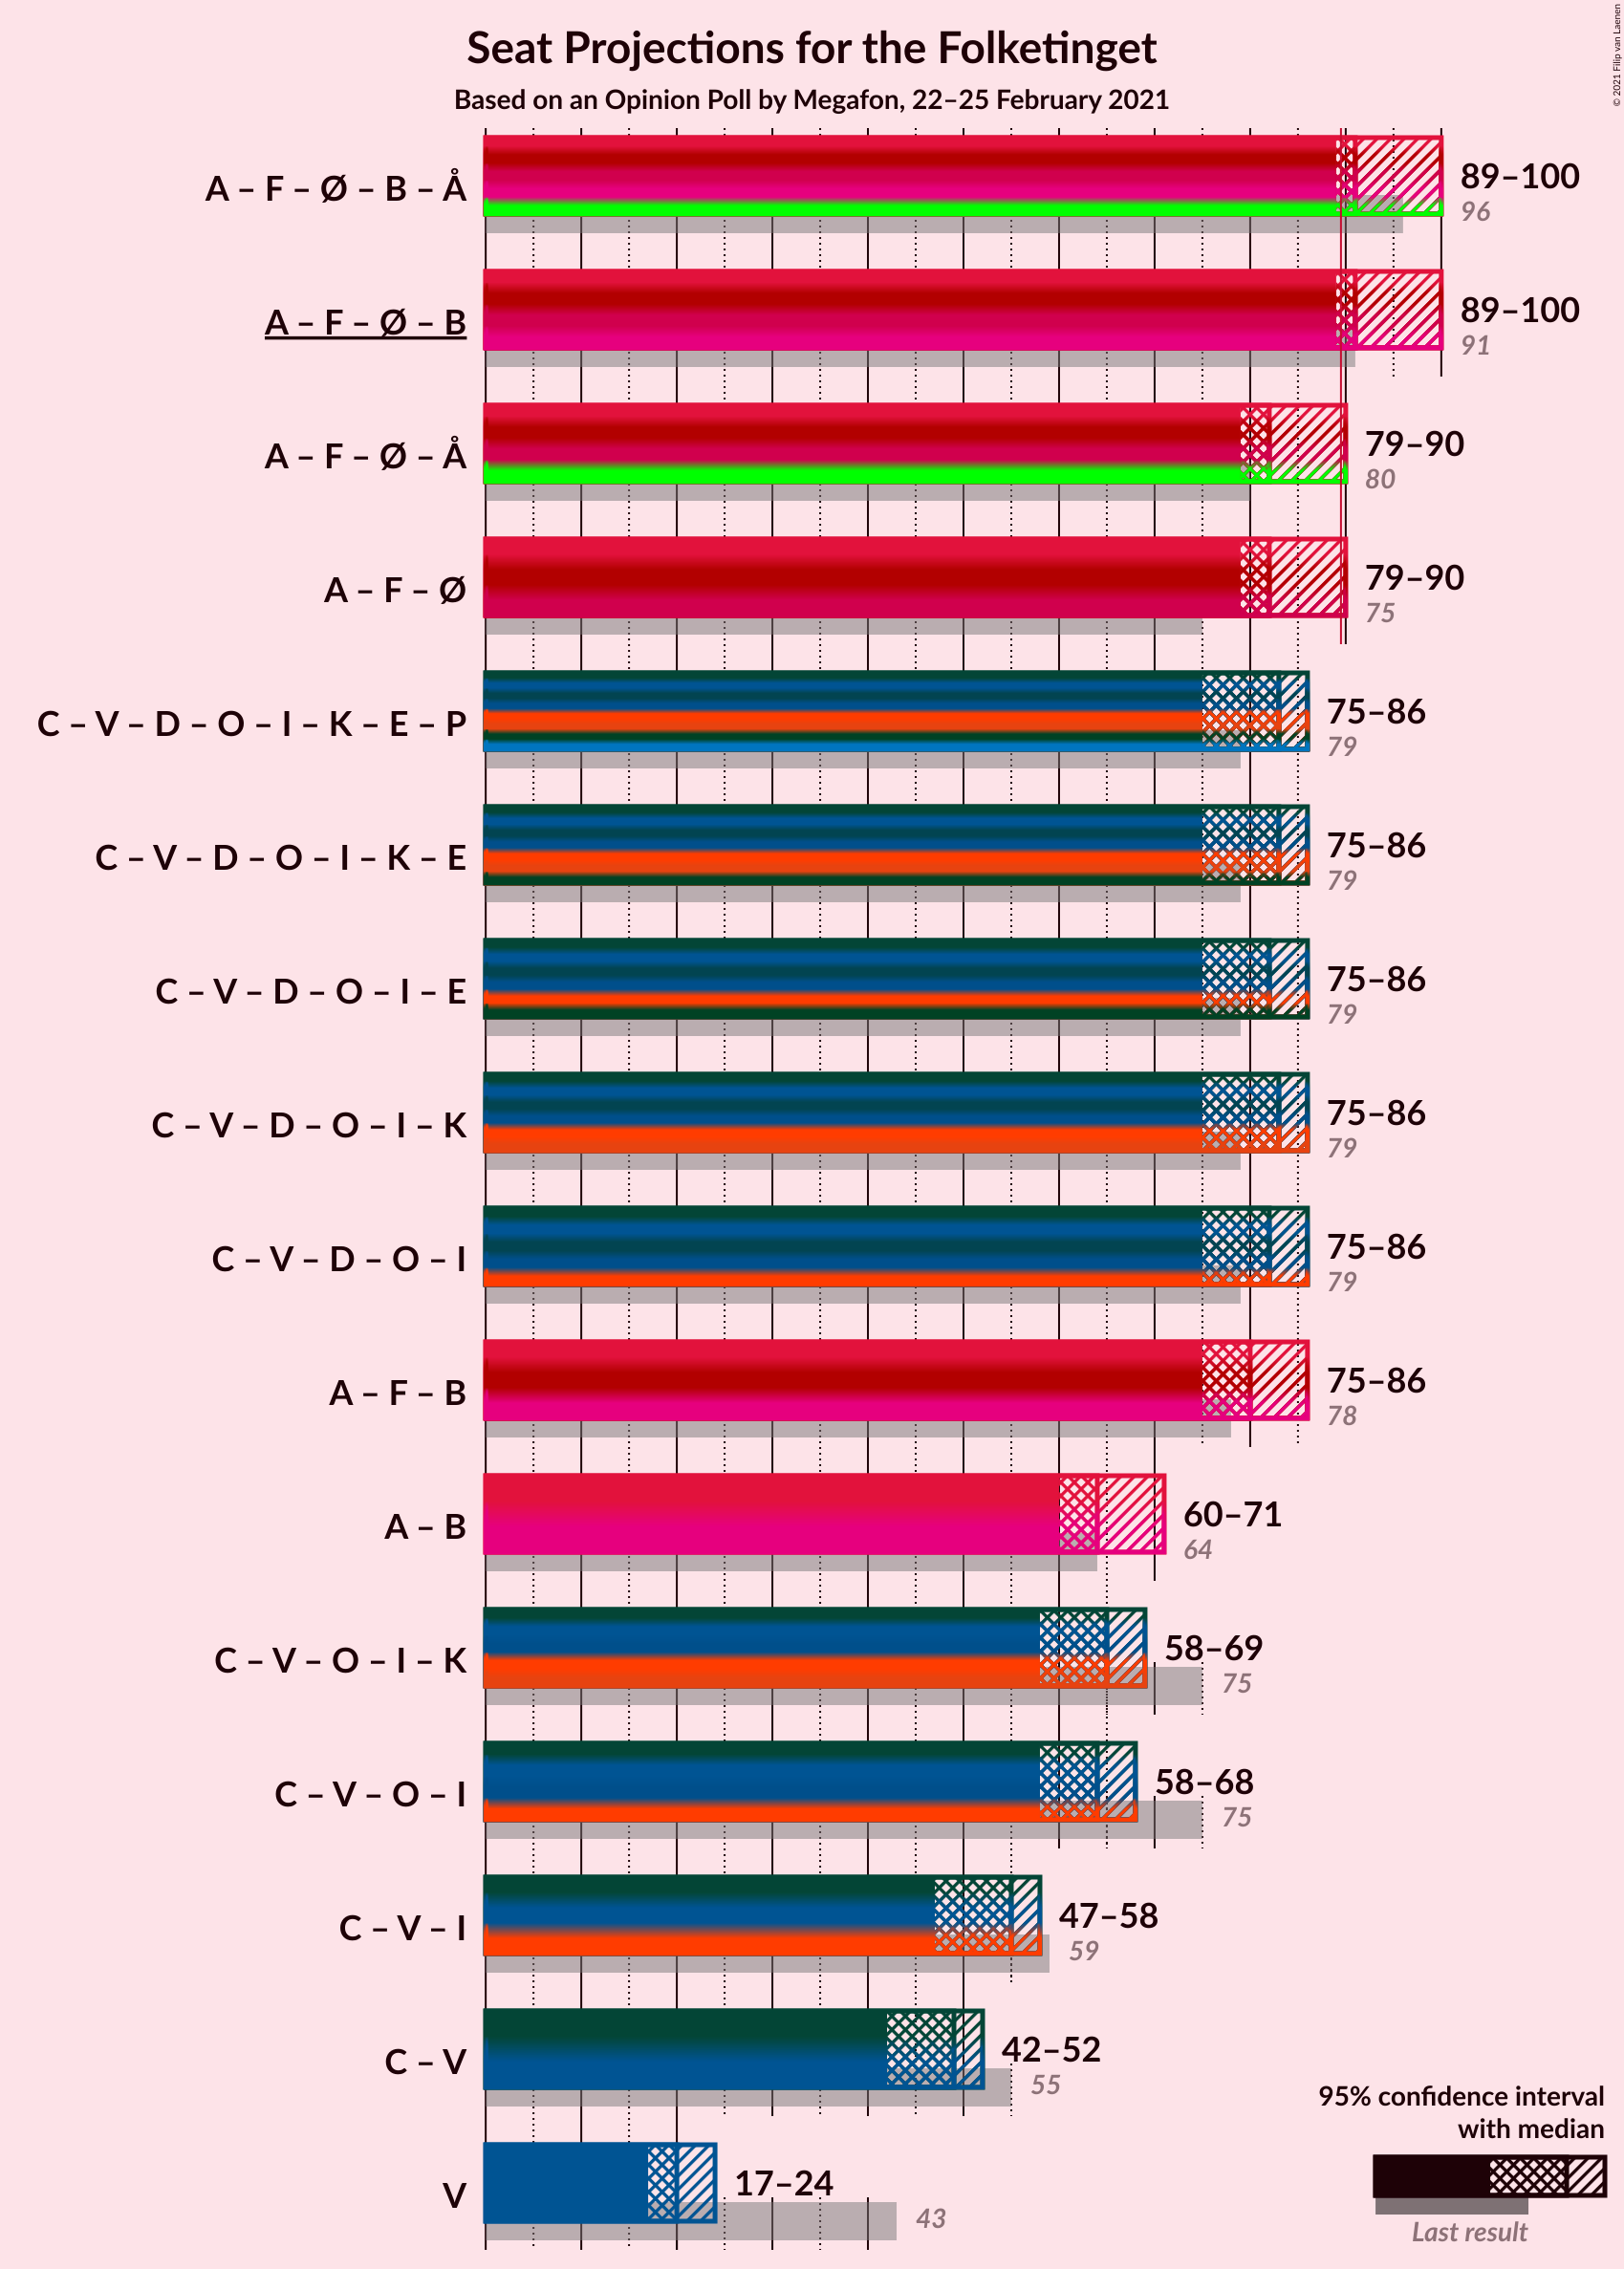 © 2021 Filip van Laenen
Seat Projections for the Folketinget
Based on an Opinion Poll by Megafon, 22–25 February 2021
A – F – Ø – B – Å
89–100
96
A – F – Ø – B
89–100
91
A – F – Ø – Å
79–90
80
A – F – Ø
79–90
75
C – V – D – O – I – K – E – P
75–86
79
C – V – D – O – I – K – E
75–86
79
C – V – D – O – I – E
75–86
79
C – V – D – O – I – K
75–86
79
C – V – D – O – I
75–86
79
A – F – B
75–86
78
A – B
60–71
64
C – V – O – I – K
58–69
75
C – V – O – I
58–68
75
C – V – I
47–58
59
C – V
42–52
55
V
17–24
43
95% confidence interval
with median
Last result